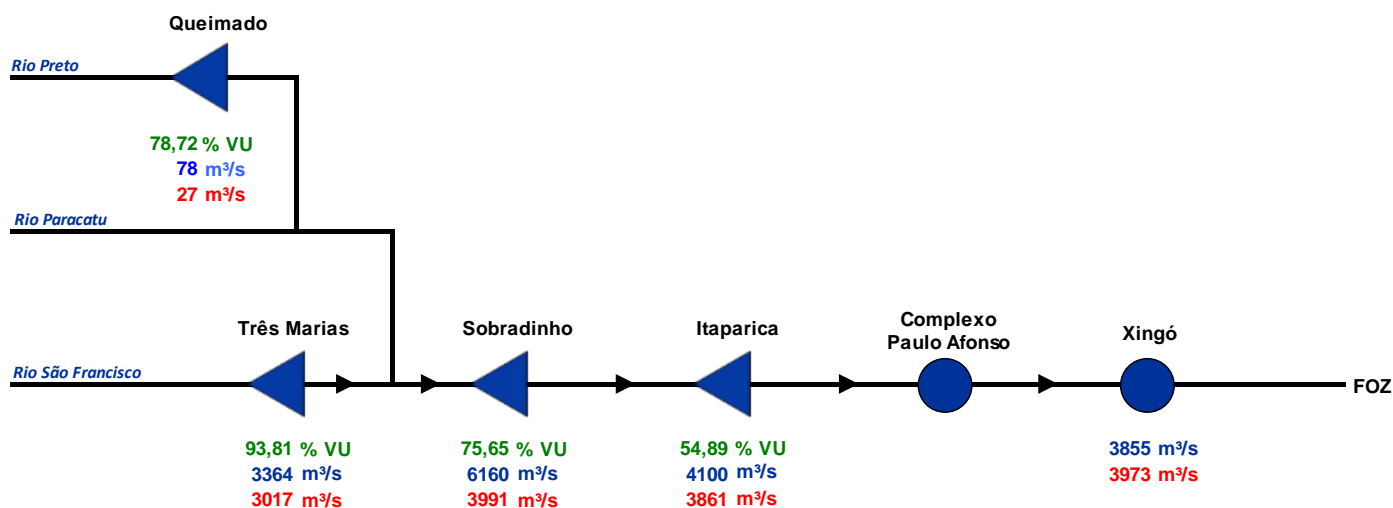 Queimado
Rio Preto
78,72 % VU
78 m³/s
27 m³/s
Rio Paracatu
Três Marias
Sobradinho
Itaparica
Complexo
Paulo Afonso
Xingó
Rio São Francisco
FOZ
93,81 % VU
3364 m³/s
3017 m³/s
75,65 % VU
6160 m³/s
3991 m³/s
54,89 % VU
4100 m³/s
3861 m³/s
3855 m³/s
3973 m³/s